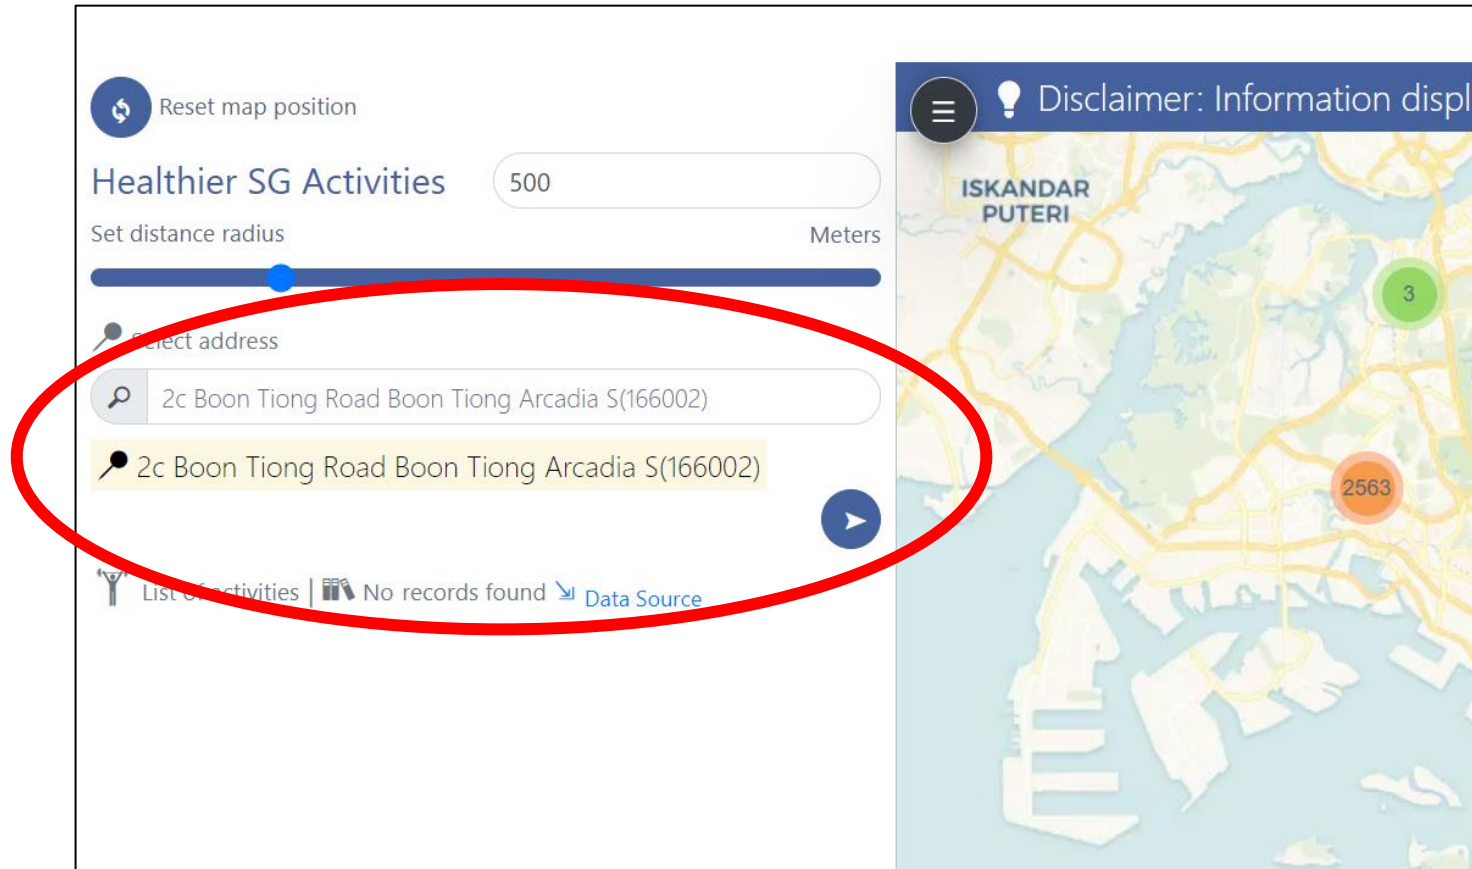 Reset map position
Healthier SG Activities
500
Set distance radius
Meters
Select address
2c Boon Tiong Road Boon Tiong Arcadia S(166002)
2c Boon Tiong Road Boon Tiong Arcadia S(166002)
List of activities | No records found Data Source
Disclaimer: Information displ
ISKANDAR
PUTERI
3
2563